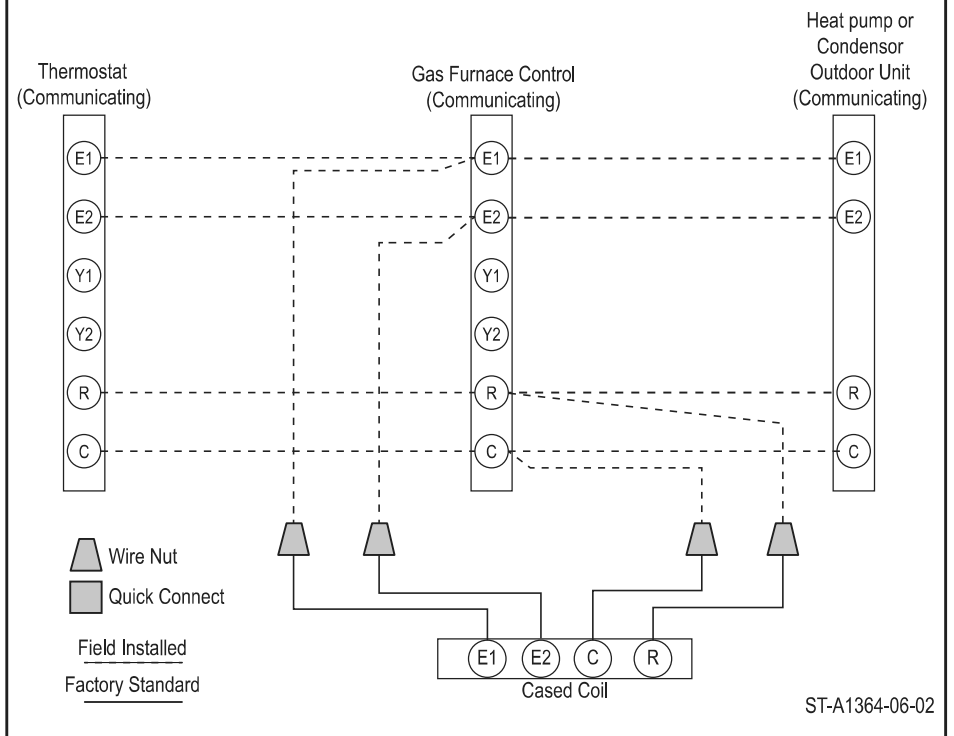 Thermostat
(Communicating)
Gas Furnace Control
(Communicating)
Heat pump or
Condensor
Outdoor Unit
(Communicating)
E1 E1 E1
E2 E2 E2
Y1 Y1
Y2 Y2
R R R
C C C
Wire Nut
Quick Connect
Field Installed
Factory Standard
E1 E2 C R
Cased Coil
ST-A1364-06-02